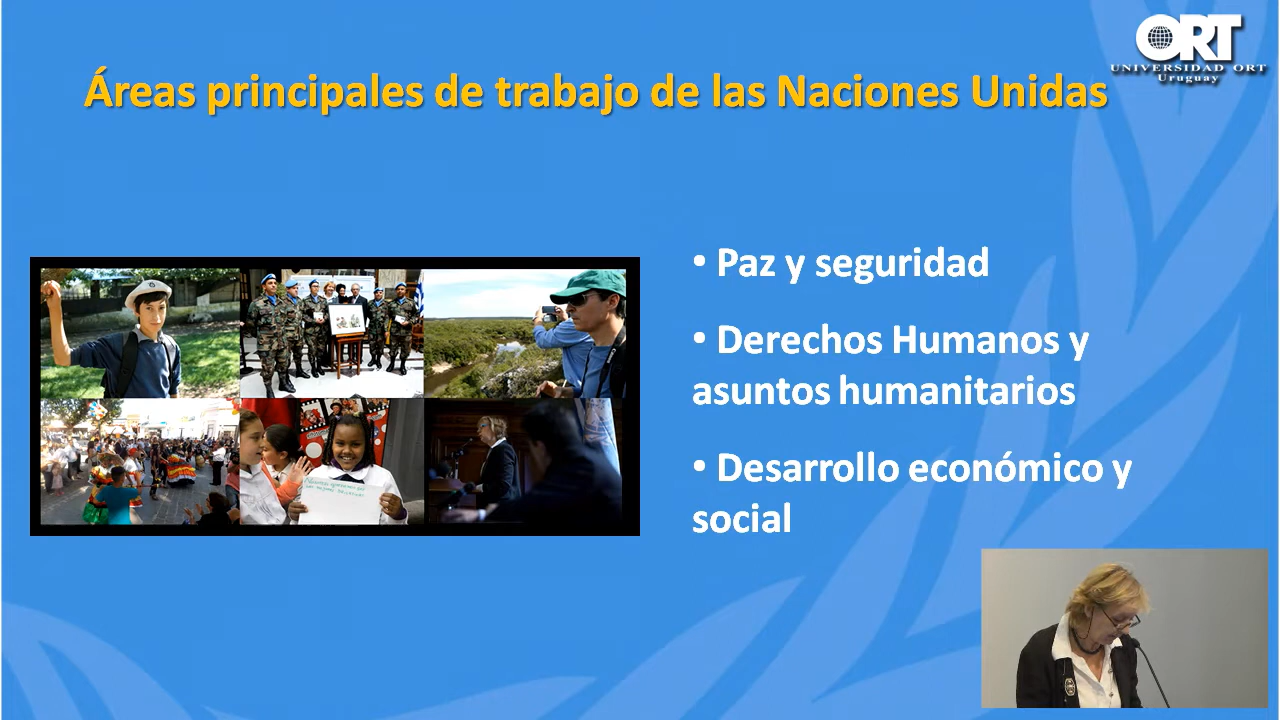 ORT
UNIVERSIDAD ORT
Uruguay
Áreas principales de trabajo de las Naciones Unidas
• Paz y seguridad
• Derechos Humanos y
asuntos humanitarios
• Desarrollo económico y
social